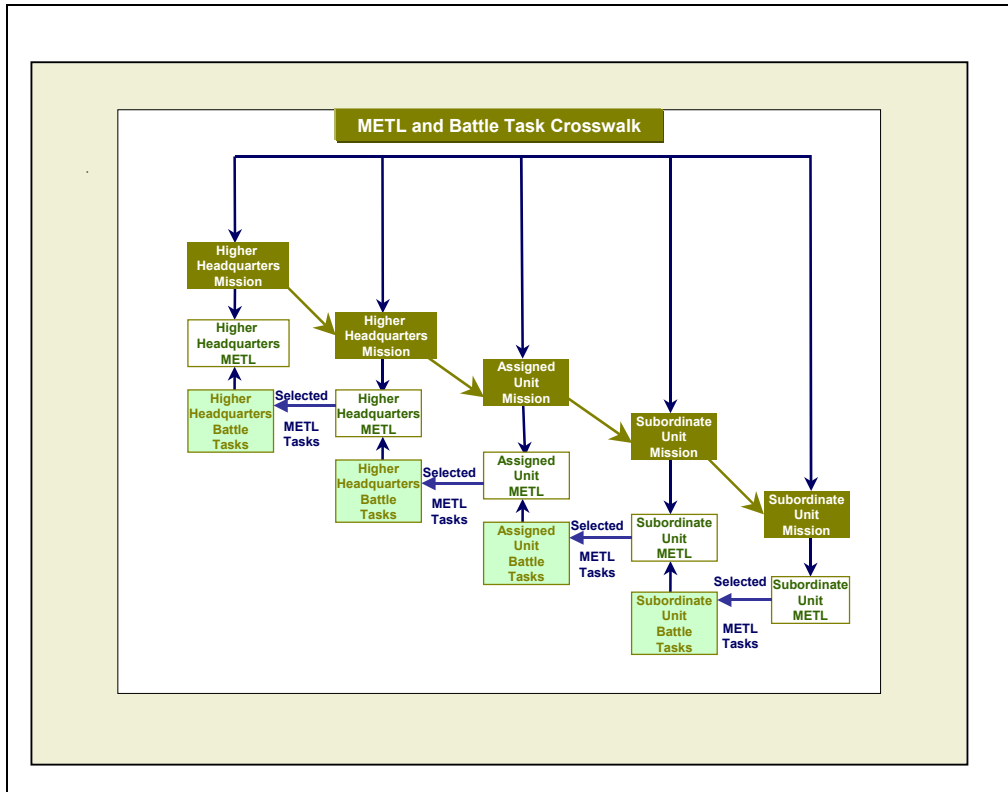 METL and Battle Task Crosswalk
Higher
Headquarters
Mission
Higher
Headquarters
METL
Higher
Headquarters
Battle
Tasks
Selected
METL
Tasks
Higher
Headquarters
Mission
Higher
Headquarters
METL
Higher
Headquarters
Battle
Tasks
Selected
METL
Tasks
Assigned
Unit
Mission
Assigned
Unit
METL
Assigned
Unit
Battle
Tasks
Selected
METL
Tasks
Subordinate
Unit
Mission
Subordinate
Unit
METL
Subordinate
Unit
Battle
Tasks
Selected
METL
Tasks
Subordinate
Unit
Mission
Subordinate
Unit
METL